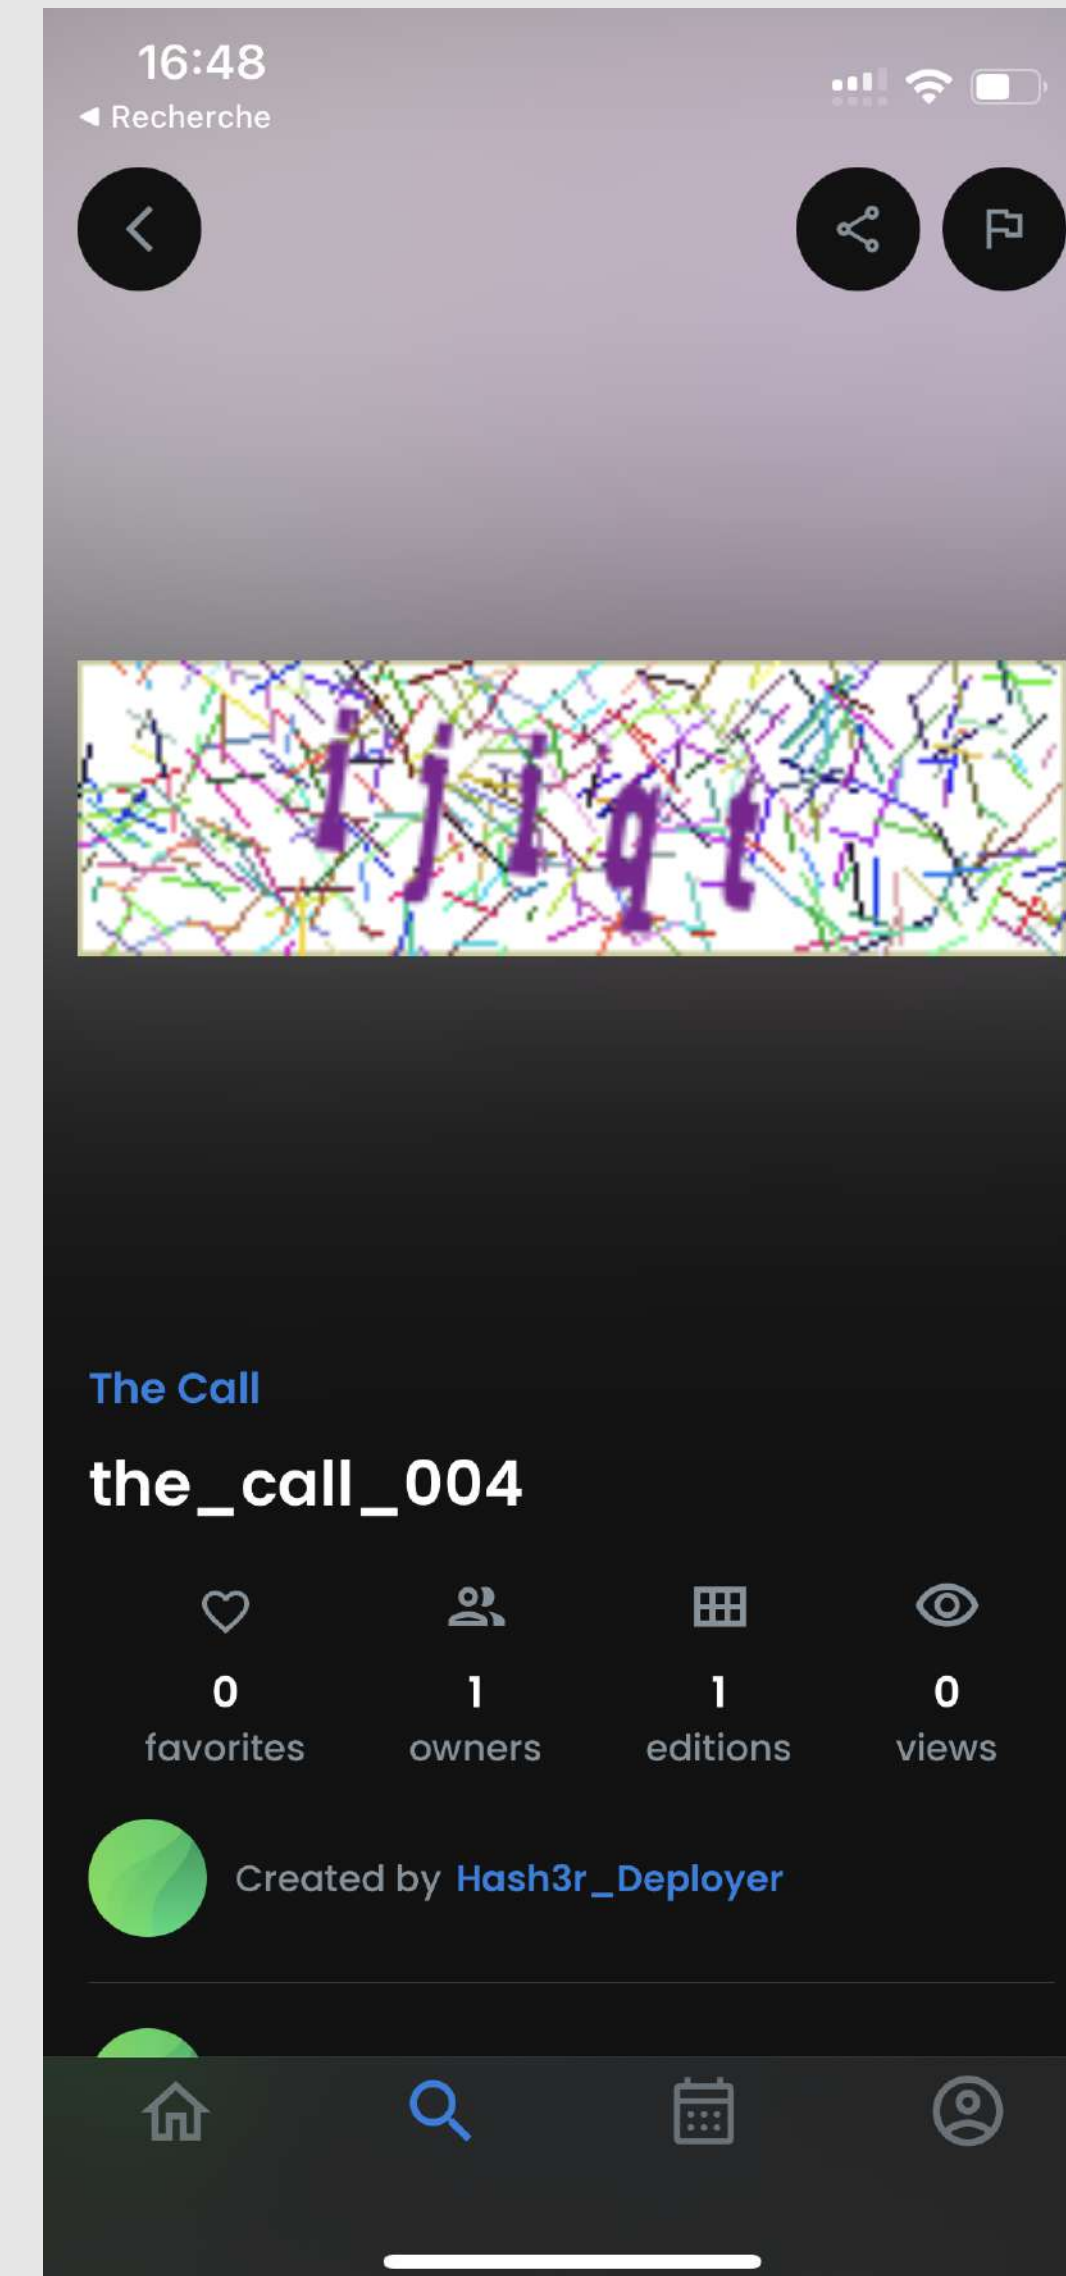 16:48
Recherche
ijiqt
The Call
the_call_004
0
favorites
1
owners
1
editions
0
views
Created by Hash3r_Deployer